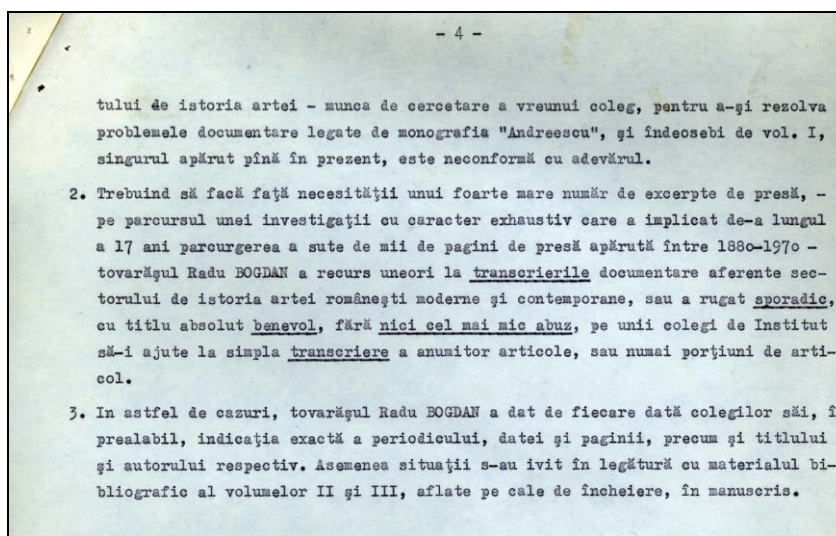 - 4 -
tului de istoria artei - munca de cercetare a vreunui coleg, pentru a-şi rezolva
problemele documentare legate de monografia "Andreescu", şi îndeosebi de vol. I,
singurul apărut pînă în prezent, este neconformă cu adevărul.
2. Trebuind să facă faţă necesităţii unui foarte mare număr de excerpte de presă, -
pe parcursul unei investigaţii cu caracter exhaustiv care a implicat de-a lungul
a 17 ani parcurgerea a sute de mii de pagini de presă apărută între 188o-197o -
tovarăşul Radu BOGDAN a recurs uneori la transcrierile documentare aferente sec-
torului de istoria artei româneşti moderne şi contemporane, sau a rugat sporadic,
cu titlu absolut benevol, fără nici cel mai mic abuz, pe unii colegi de Institut
să-i ajute la simpla transcriere a anumitor articole, sau numai porţiuni de arti-
col.
3. In astfel de cazuri, tovarăşul Radu BOGDAN a dat de fiecare dată colegilor săi, î
prealabil, indicaţia exactă a periodicului, datei şi paginii, precum şi titlului
şi autorului respectiv. Asemenea situaţii s-au ivit în legătură cu materialul bi-
bliografic al volumelor II şi III, aflate pe cale de încheiere, în manuscris.